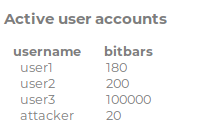 Active user accounts
username bitbars
user1 180
user2 200
user3 100000
attacker 20